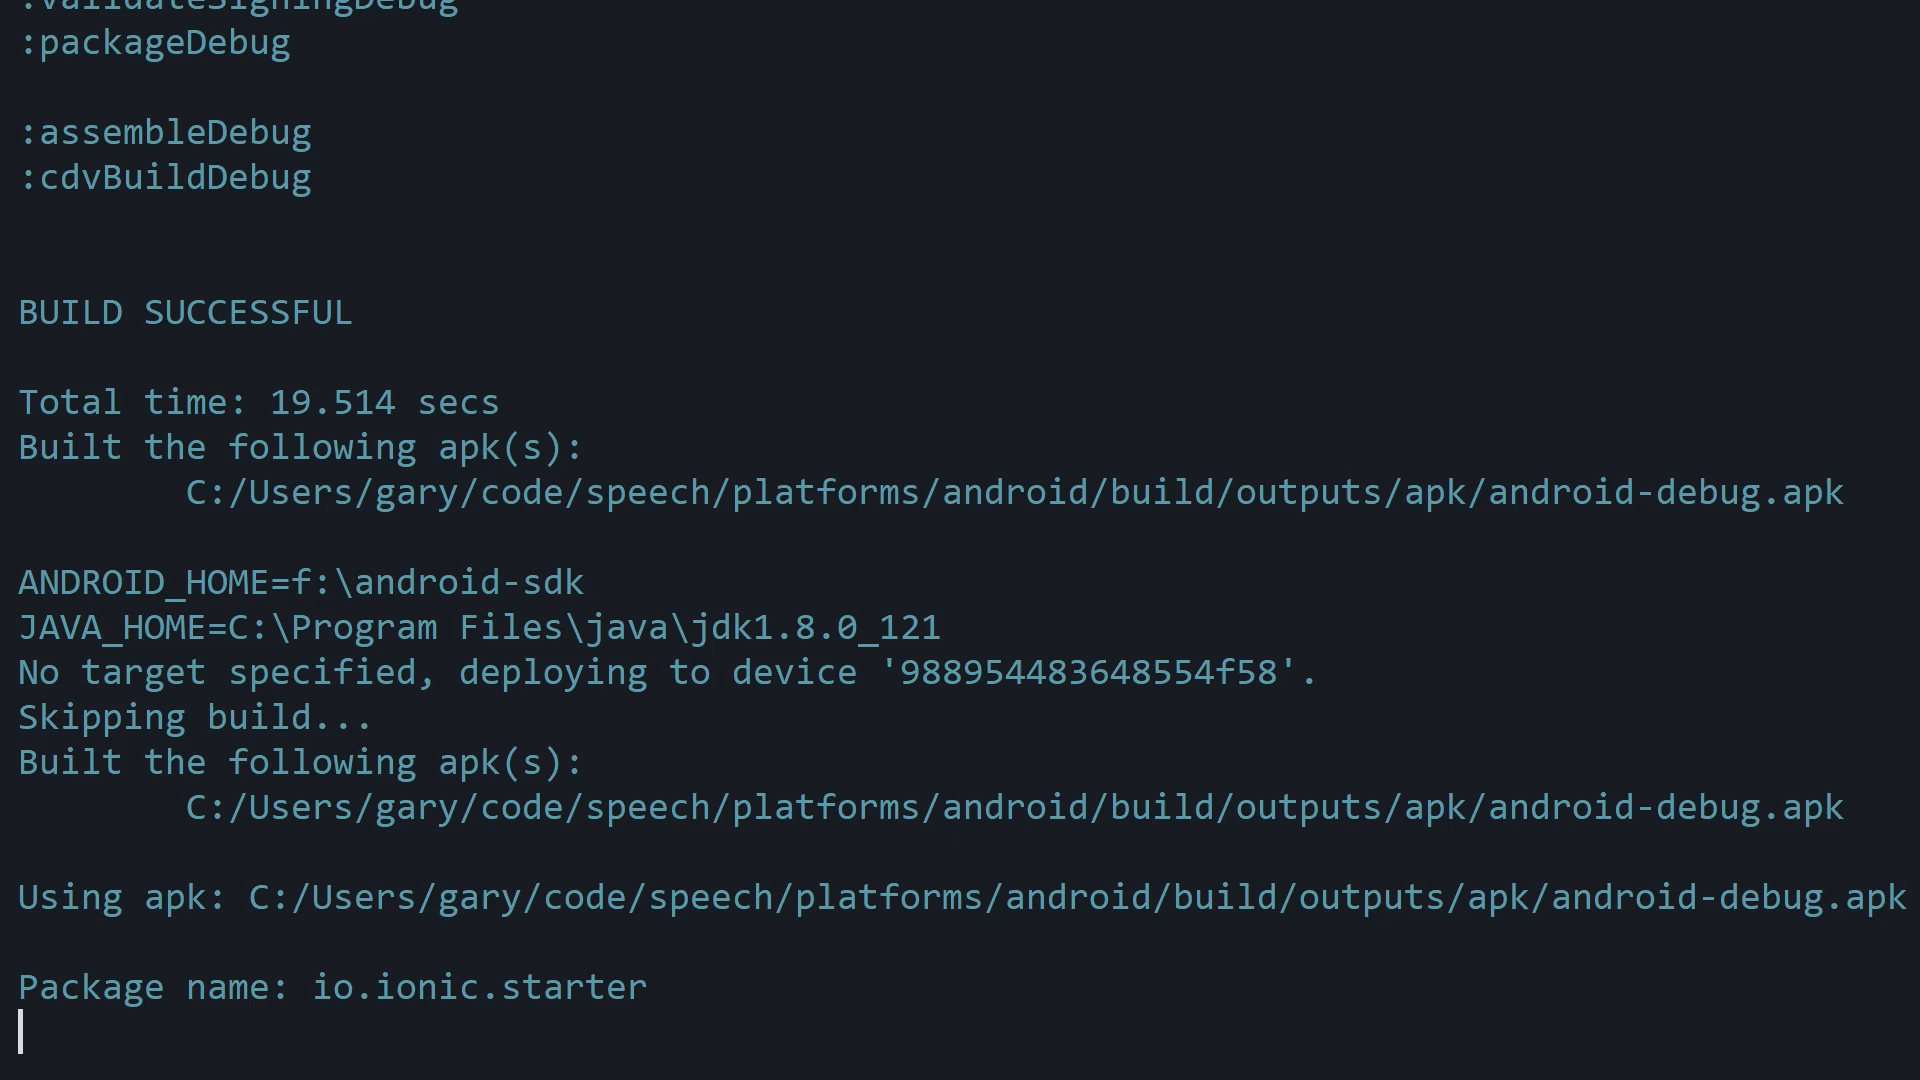 :validateSigningDebug
:packageDebug
:assembleDebug
:cdvBuildDebug
BUILD SUCCESSFUL
Total time: 19.514 secs
Built the following apk(s):
C:/Users/gary/code/speech/platforms/android/build/outputs/apk/android-debug.apk
ANDROID_HOME=f:\android-sdk
JAVA_HOME=C:\Program Files\java\jdk1.8.0_121
No target specified, deploying to device '988954483648554f58'.
Skipping build...
Built the following apk(s):
C:/Users/gary/code/speech/platforms/android/build/outputs/apk/android-debug.apk
Using apk: C:/Users/gary/code/speech/platforms/android/build/outputs/apk/android-debug.apk
Package name: io.ionic.starter